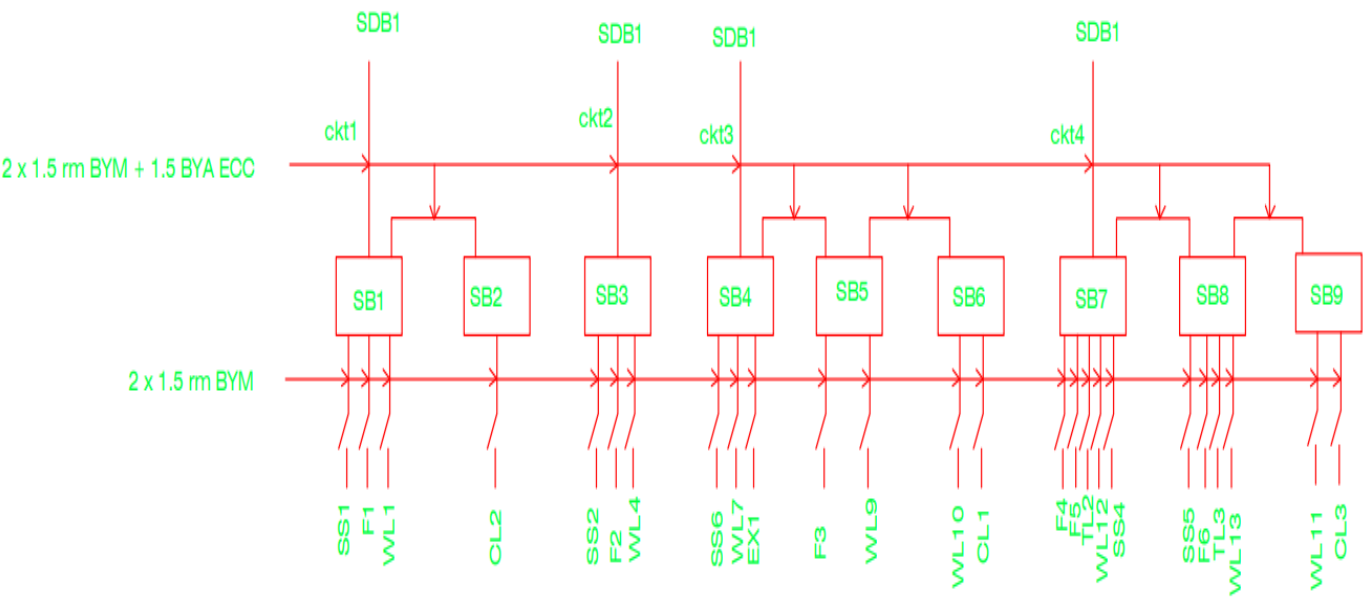 SDB1
SDB1
SDB1
SDB1
ckt1
ckt2
ckt3
ckt4
2 x 1.5 rm BYM + 1.5 BYA ECC
SB1
SB2
SB3
SB4
SB5
SB6
SB7
SB8
SB9
2 x 1.5 rm BYM
SS1
F1
WL1
CL2
SS2
F2
WL4
SS6
WL7
EX1
F3
WL9
WL10
CL1
F4
F5
TL2
WL12
SS4
SS5
F6
TL3
WL13
WL11
CL3